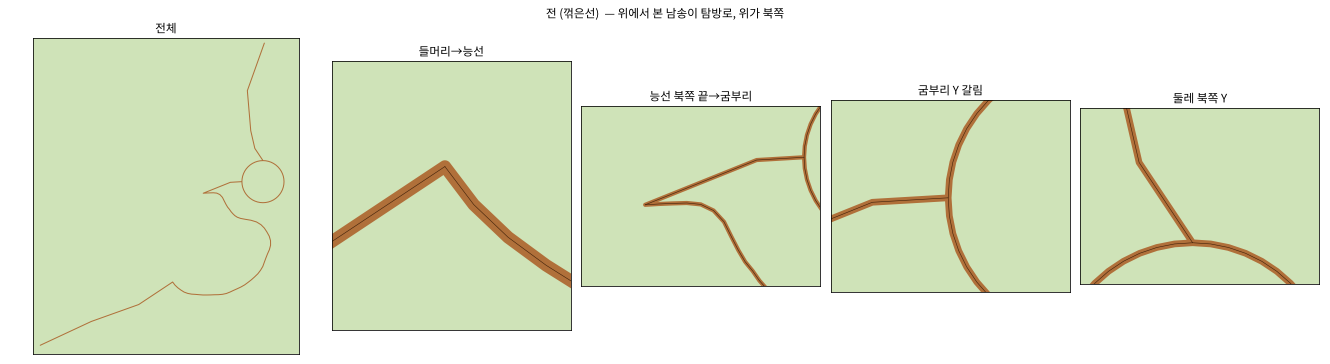 전 (꺾은선) — 위에서 본 남송이 탐방로, 위가 북쪽
전체
들머리→능선
능선 북쪽 끝→굼부리
굼부리 Y 갈림
둘레 북쪽 Y